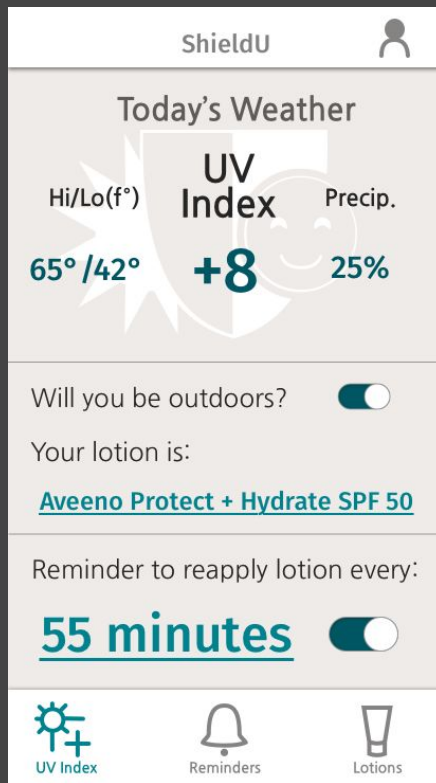 ShieldU
Today's Weather
Hi/Lo(f°)
65°/42°
UV
Index
+8
Precip.
25%
Will you be outdoors?
Your lotion is:
Aveeno Protect + Hydrate SPF 50
Reminder to reapply lotion every:
55 minutes
UV Index
Reminders
Lotions